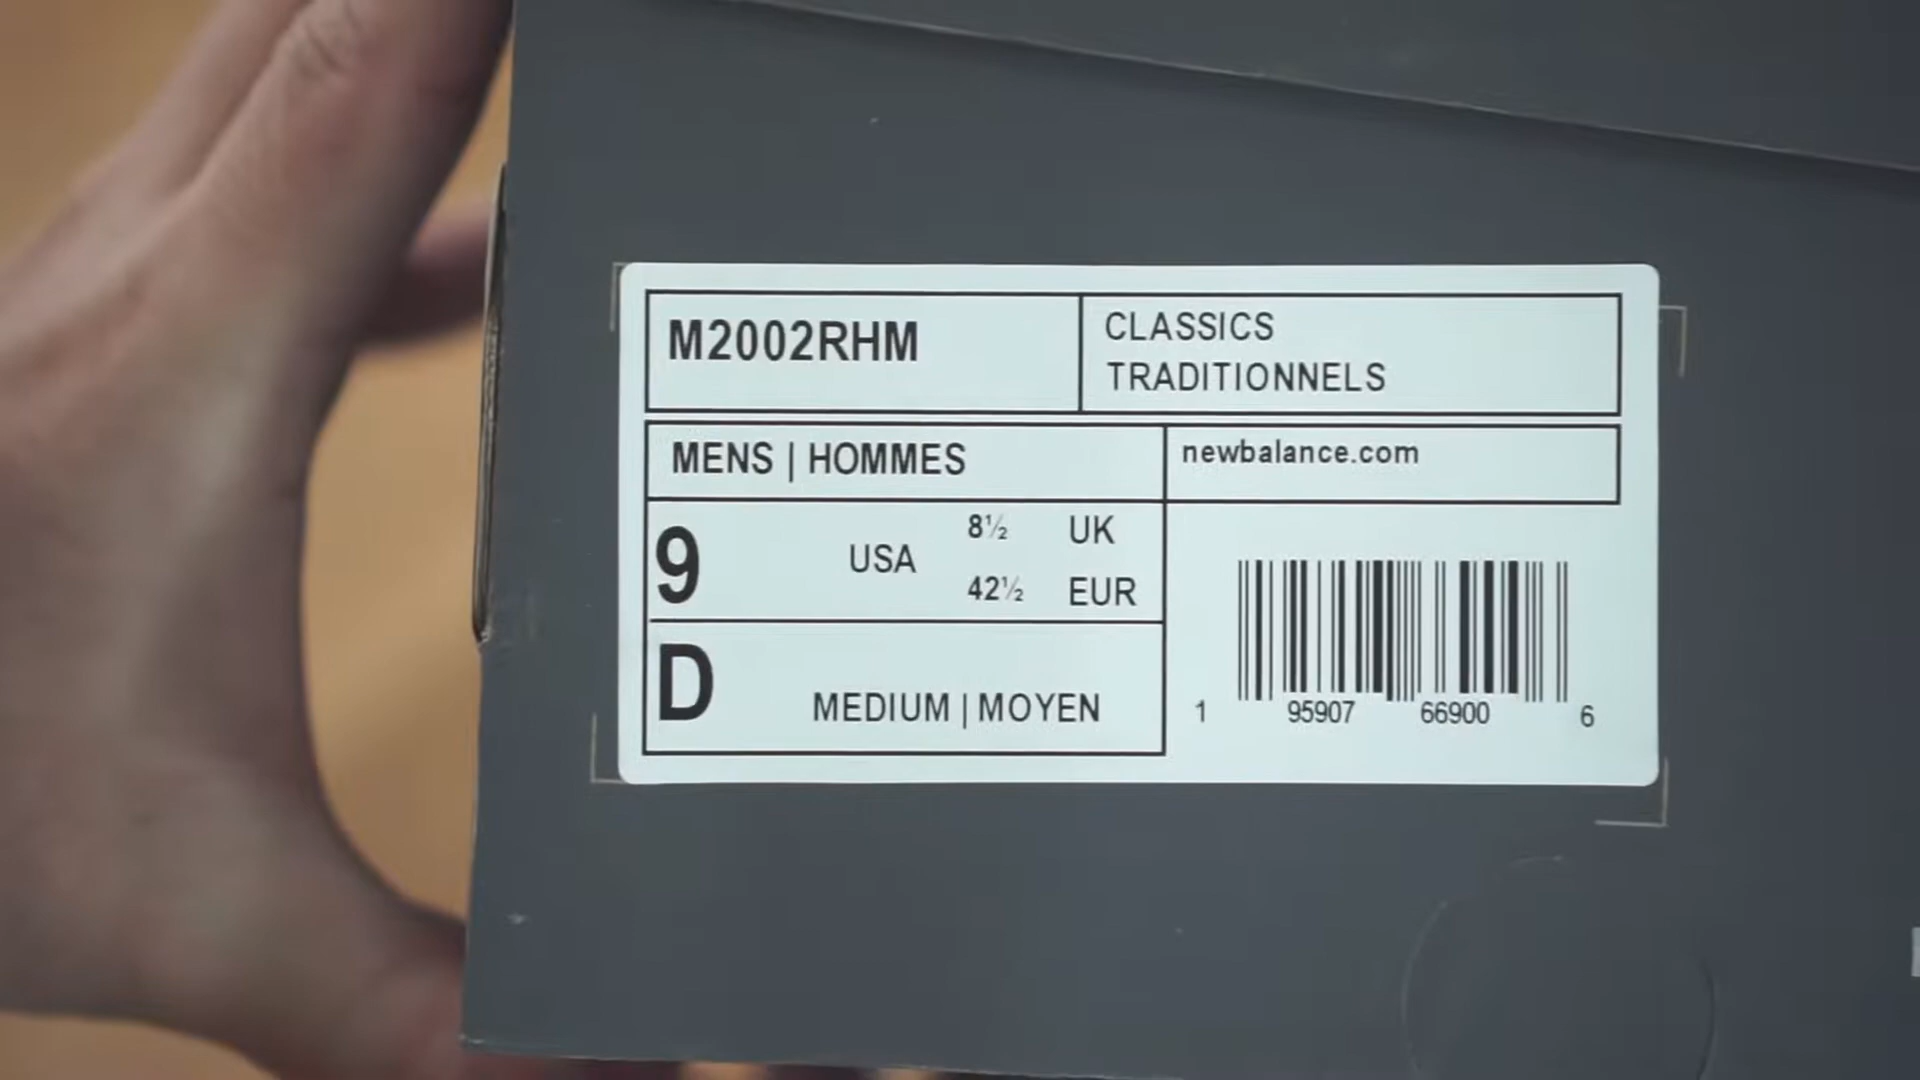 M2002RHM
CLASSICS
TRADITIONNELS
MENS | HOMMES
newbalance.com
9 USA
8½ UK
42½ EUR
D MEDIUM | MOYEN
1 95907 66900 6